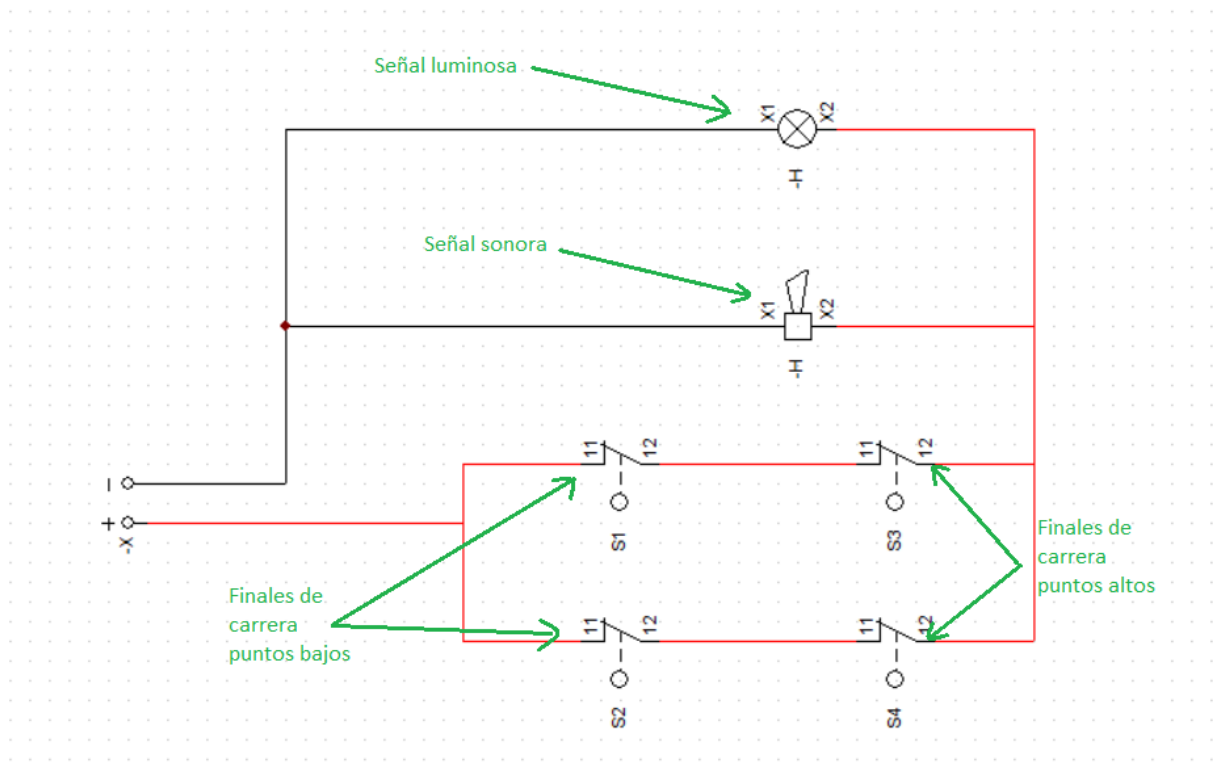 Señal luminosa
X1
X2
-H
Señal sonora
X1
X2
-H
11
12
11
12
-
+
-X
S1
S3
Finales de
carrera
puntos altos
Finales de
carrera
puntos bajos
11
12
11
12
S2
S4